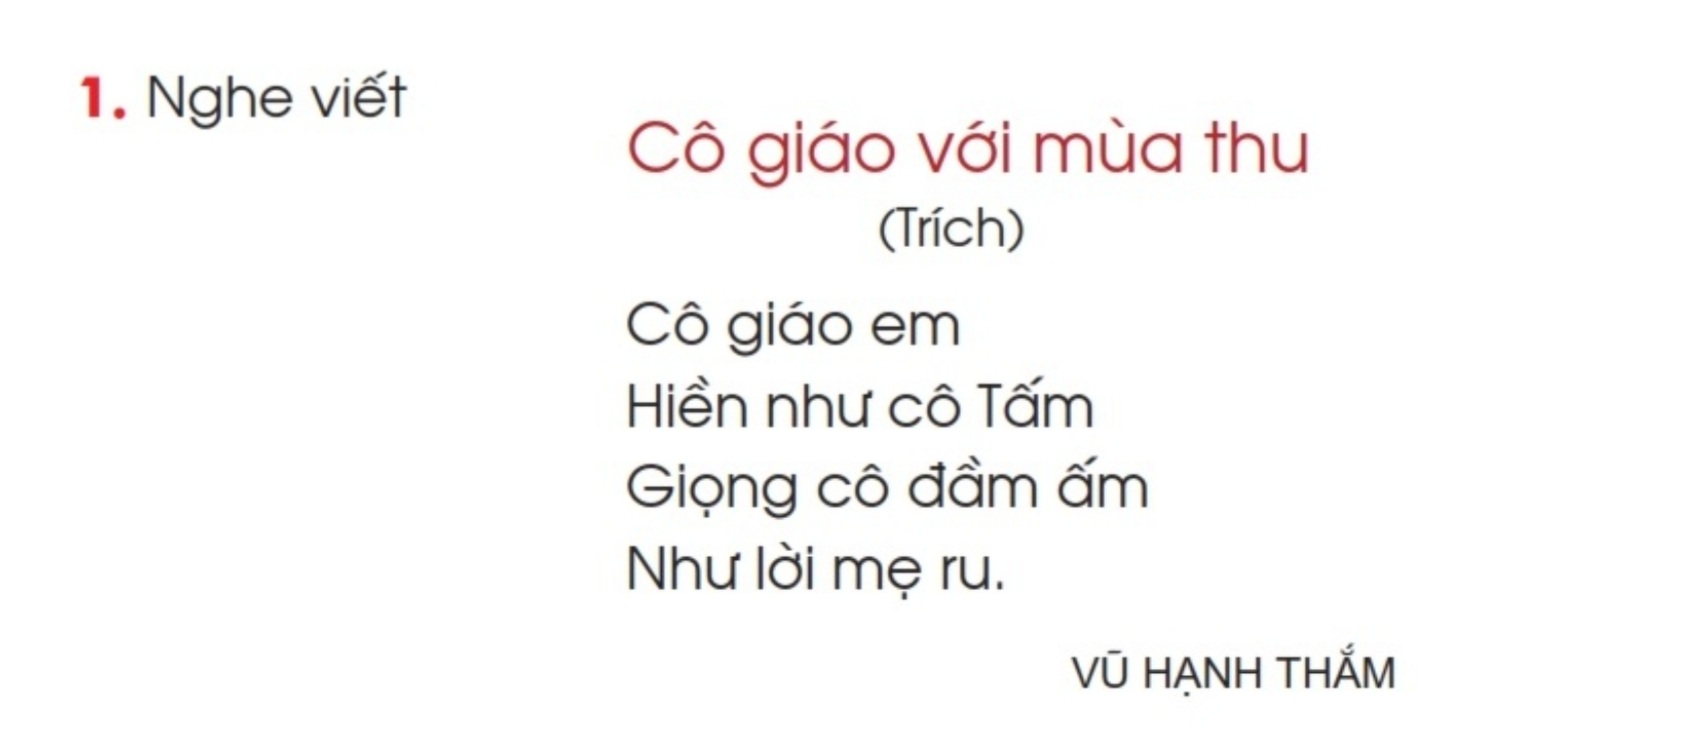 1. Nghe viết
Cô giáo với mùa thu
(Trích)
Cô giáo em
Hiền như cô Tấm
Giọng cô đầm ấm
Như lời mẹ ru.
VŨ HẠNH THẮM